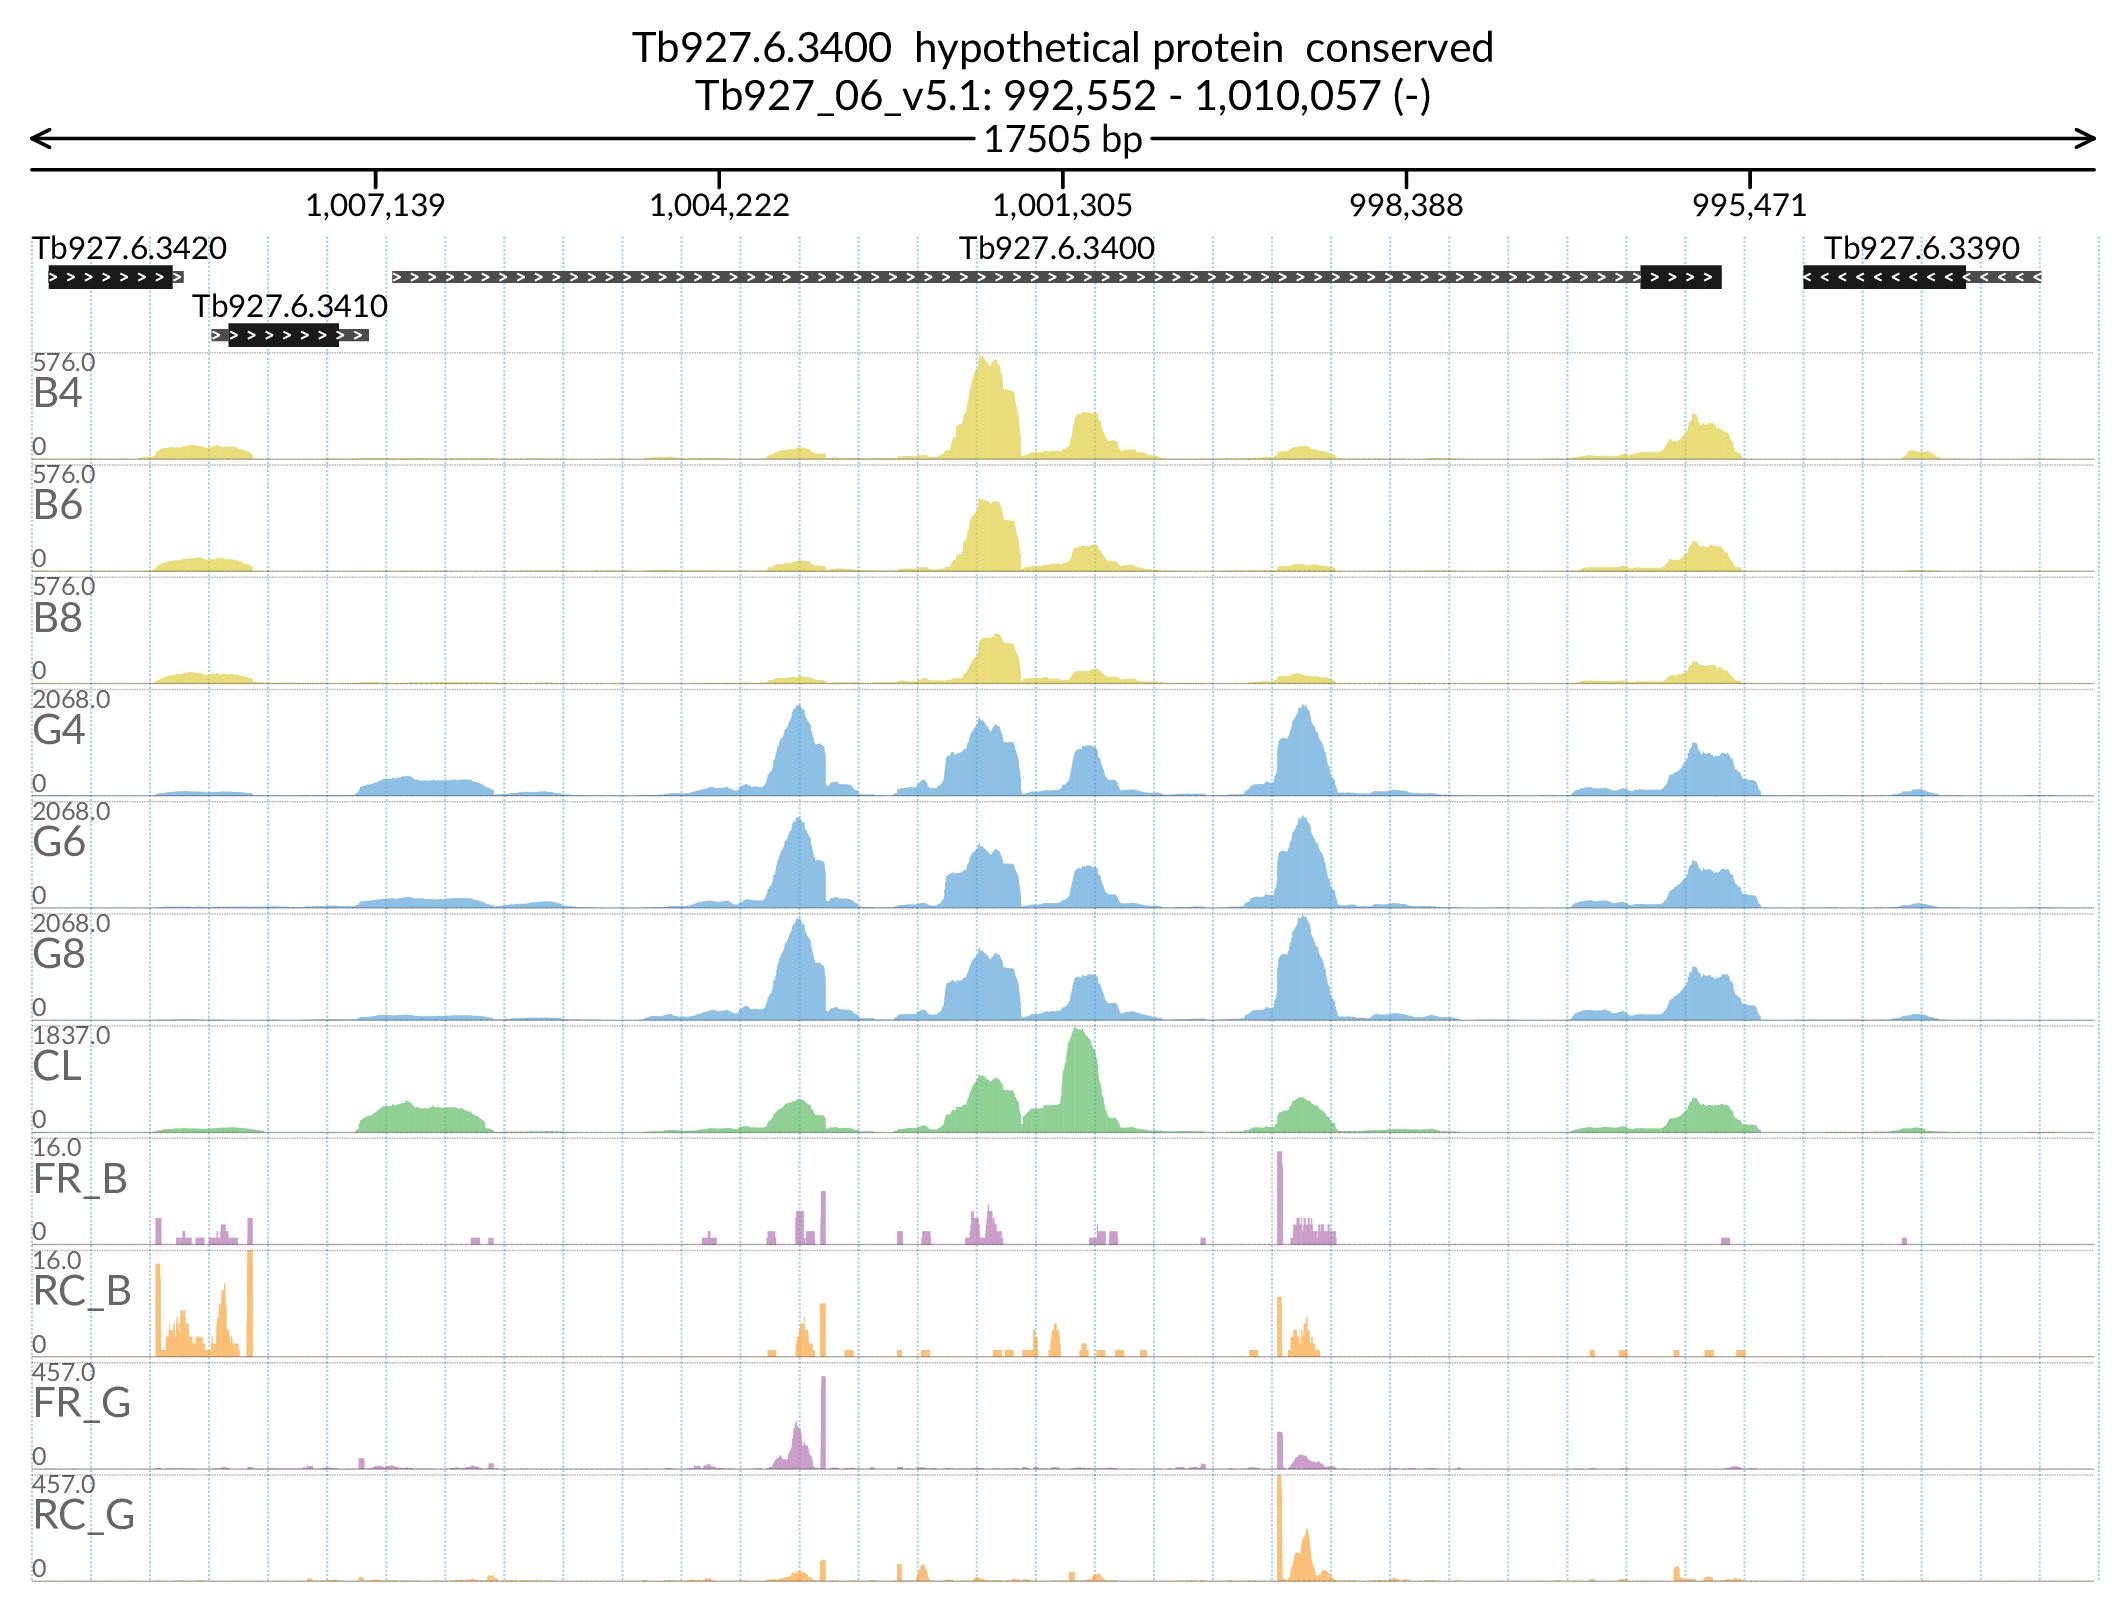 Tb927.6.3400  hypothetical protein  conserved
Tb927_06_v5.1: 992,552 - 1,010,057 (-)
17505 bp
1,007,139 1,004,222 1,001,305 998,388 995,471
Tb927.6.3420 Tb927.6.3400 Tb927.6.3390
Tb927.6.3410
576.0
B4
0
576.0
B6
0
576.0
B8
0
2068.0
G4
0
2068.0
G6
0
2068.0
G8
0
1837.0
CL
0
16.0
FR_B
0
16.0
RC_B
0
457.0
FR_G
0
457.0
RC_G
0